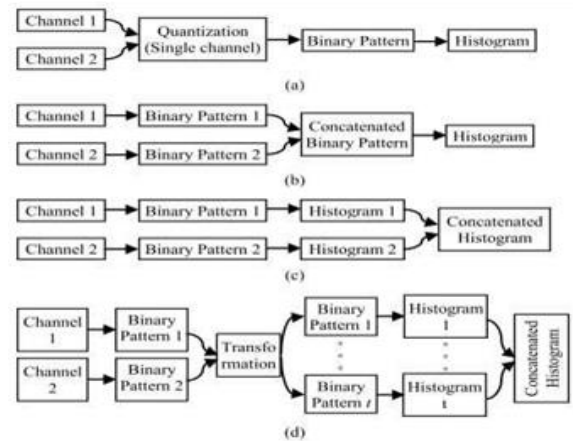 Channel 1
Channel 2
Quantization
(Single channel)
Binary Pattern
Histogram
(a)
Channel 1
Binary Pattern 1
Channel 2
Binary Pattern 2
Concatenated
Binary Pattern
Histogram
(b)
Channel 1
Binary Pattern 1
Histogram 1
Channel 2
Binary Pattern 2
Histogram 2
Concatenated
Histogram
(c)
Channel
1
Binary
Pattern 1
Channel
2
Binary
Pattern 2
Transfo
rmation
Binary
Pattern 1
Histogram
1
Binary
Pattern t
Histogram
t
Concatenated
Histogram
(d)